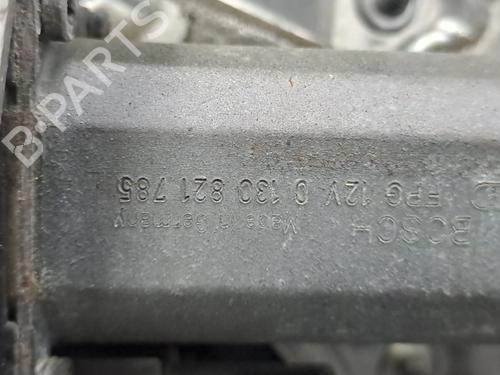 BOSCH
FPG 12V 0 130 821 785
Made in Germany
B-PARTS